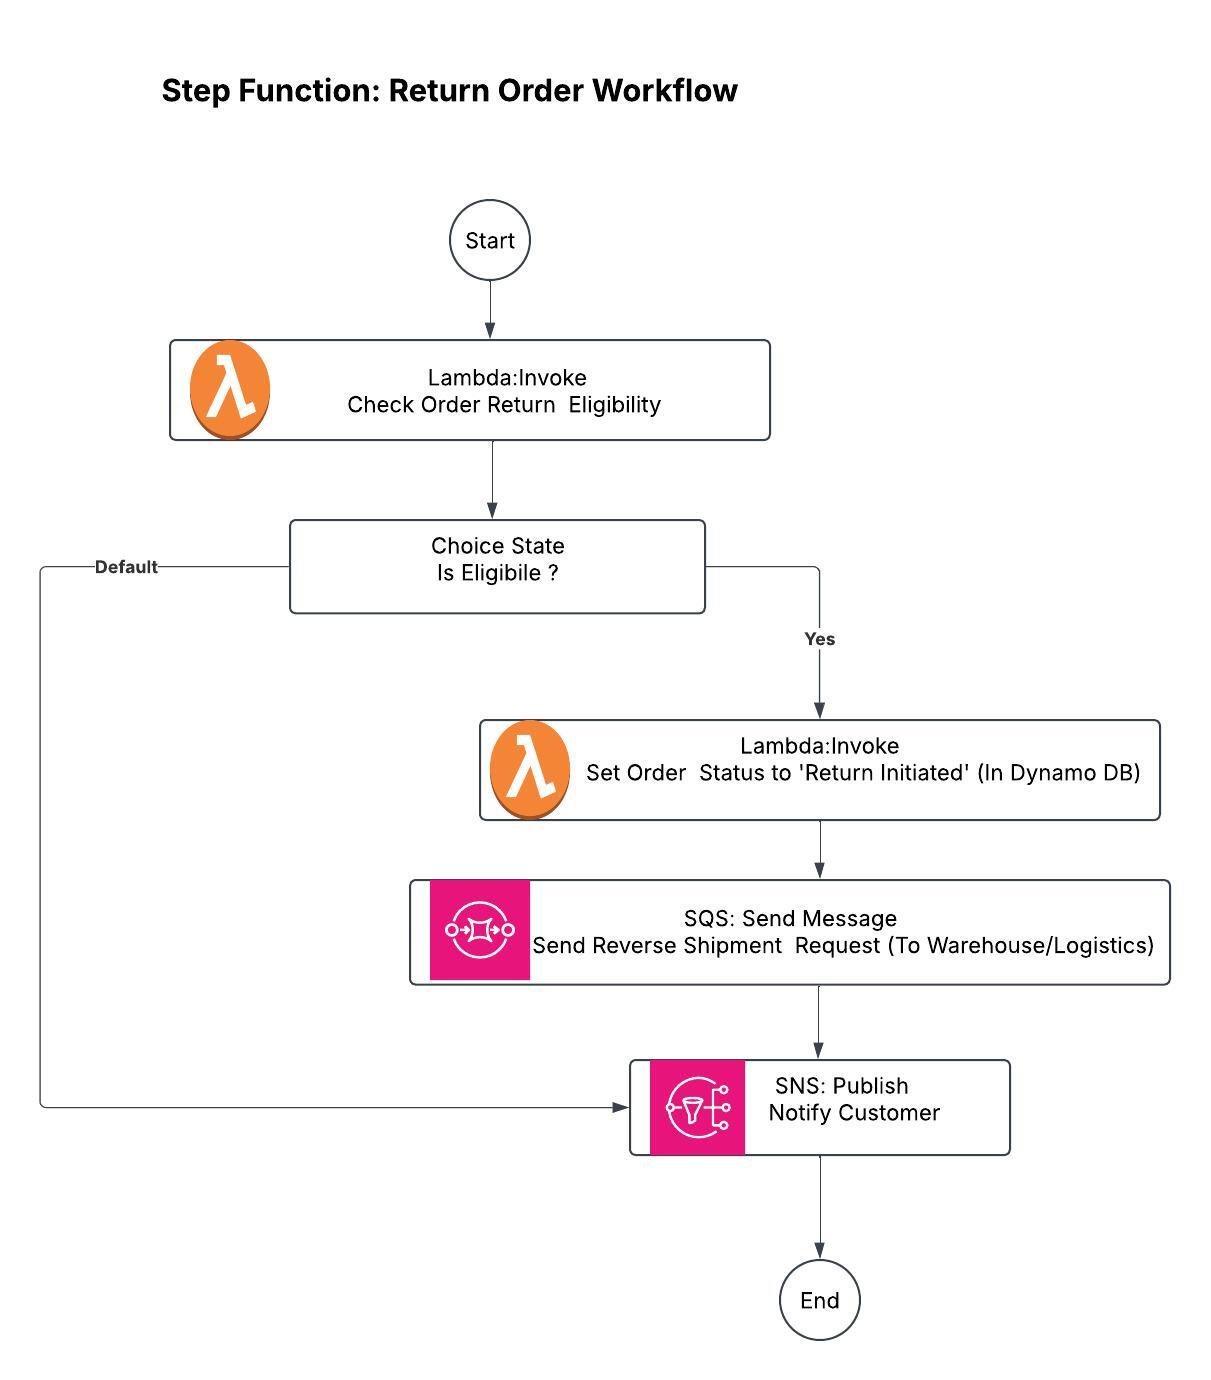 Step Function: Return Order Workflow
Start
Lambda:Invoke
Check Order Return  Eligibility
Choice State
Is Eligibile ?
Default
Yes
Lambda:Invoke
Set Order  Status to 'Return Initiated' (In Dynamo DB)
SQS: Send Message
Send Reverse Shipment  Request (To Warehouse/Logistics)
SNS: Publish
Notify Customer
End